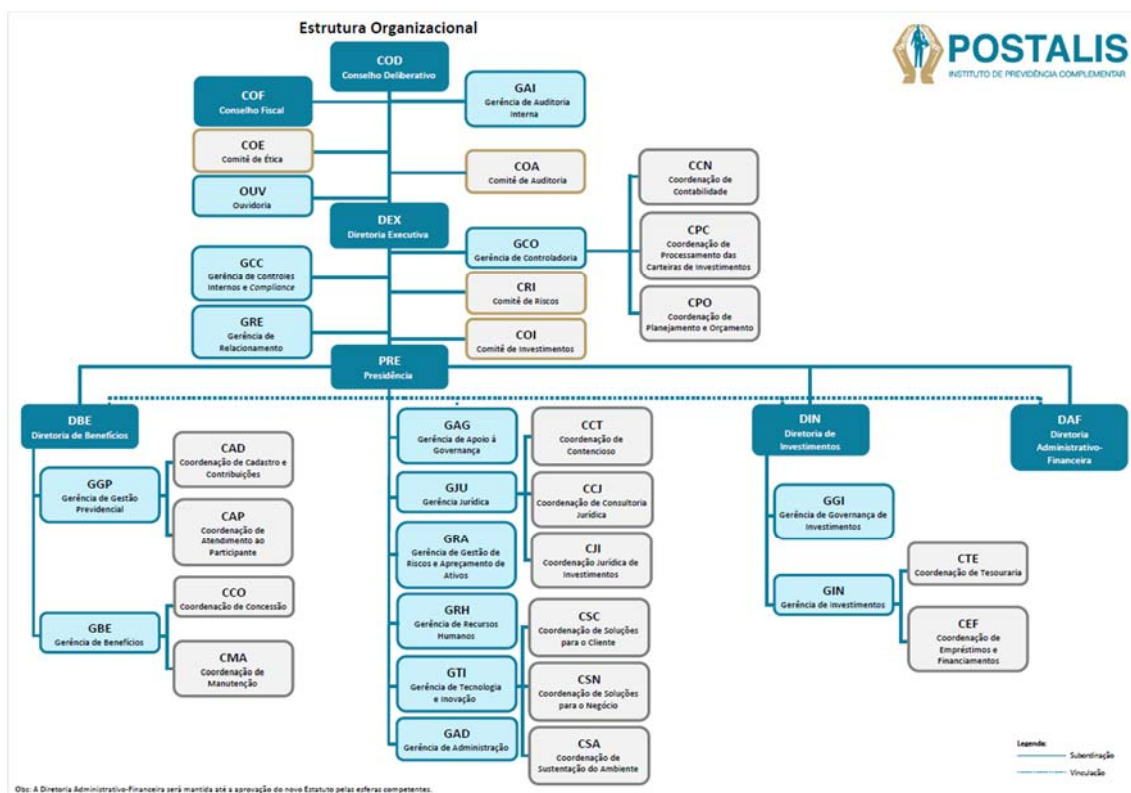 Estrutura Organizacional
POSTALIS
INSTITUTO DE PREVIDÊNCIA COMPLEMENTAR
COD
Conselho Deliberativo
COF
Conselho Fiscal
GAI
Gerência de Auditoria
Interna
COE
Comitê de Ética
COA
Comitê de Auditoria
OUV
Ouvidoria
DEX
Diretoria Executiva
GCO
Gerência de Controladoria
CCN
Coordenação de
Contabilidade
CPC
Coordenação de
Processamento das
Carteiras de Investimentos
CPO
Coordenação de
Planejamento e Orçamento
GCC
Gerência de Controles
Internos e Compliance
CRI
Comitê de Riscos
GRE
Gerência de
Relacionamento
COI
Comitê de Investimentos
PRE
Presidência
DBE
Diretoria de Benefícios
GGP
Gerência de Gestão
Previdencial
CAD
Coordenação de Cadastro e
Contribuições
CAP
Coordenação de
Atendimento ao
Participante
GBE
Gerência de Benefícios
CCO
Coordenação de Concessão
CMA
Coordenação de
Manutenção
GAG
Gerência de Apoio à
Governança
GJU
Gerência Jurídica
GRA
Gerência de Gestão de
Riscos e Apreçamento de
Ativos
GRH
Gerência de Recursos
Humanos
GTI
Gerência de Tecnologia
e Inovação
GAD
Gerência de Administração
CCT
Coordenação de
Contencioso
CCJ
Coordenação de Consultoria
Jurídica
CJI
Coordenação Jurídica de
Investimentos
CSC
Coordenação de Soluções
para o Cliente
CSN
Coordenação de Soluções
para o Negócio
CSA
Coordenação de
Sustentação do Ambiente
DIN
Diretoria de
Investimentos
GGI
Gerência de Governança de
Investimentos
GIN
Gerência de Investimentos
CTE
Coordenação de Tesouraria
CEF
Coordenação de
Empréstimos e
Financiamentos
DAF
Diretoria
Administrativo-
Financeira
Legenda:
Subordinação
Vinculação
Obs: A Diretoria Administrativo-Financeira será mantida até a aprovação do novo Estatuto pelas esferas competentes.